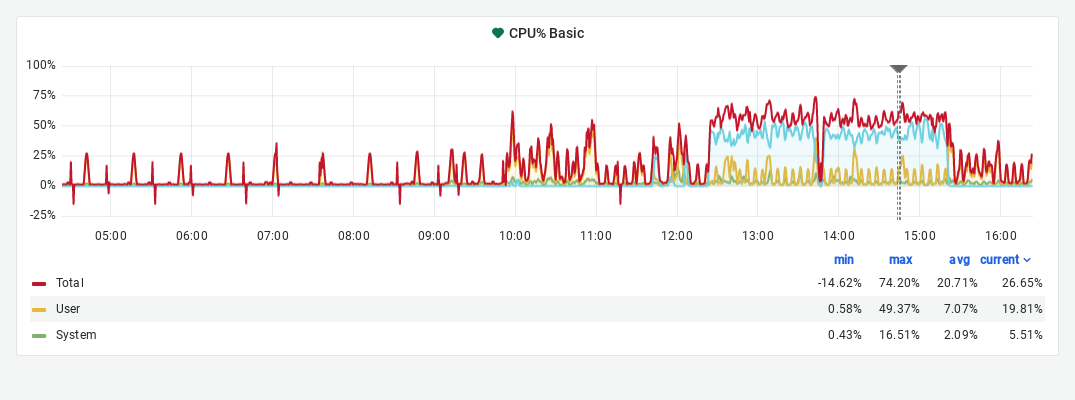 CPU% Basic
100%
75%
50%
25%
0%
-25%
05:00 06:00 07:00 08:00 09:00 10:00 11:00 12:00 13:00 14:00 15:00 16:00
min max avg current
Total -14.62% 74.20% 20.71% 26.65%
User 0.58% 49.37% 7.07% 19.81%
System 0.43% 16.51% 2.09% 5.51%